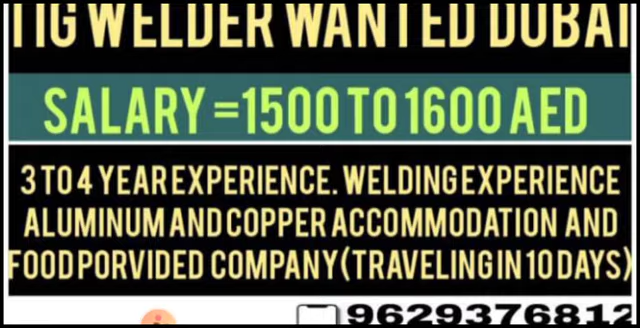 TIG WELDER WANTED DUBAI
SALARY =1500 TO 1600 AED
3 TO 4 YEAR EXPERIENCE. WELDING EXPERIENCE
ALUMINUM AND COPPER ACCOMMODATION AND
FOOD PORVIDED COMPANY(TRAVELING IN 10 DAYS)
9629376812